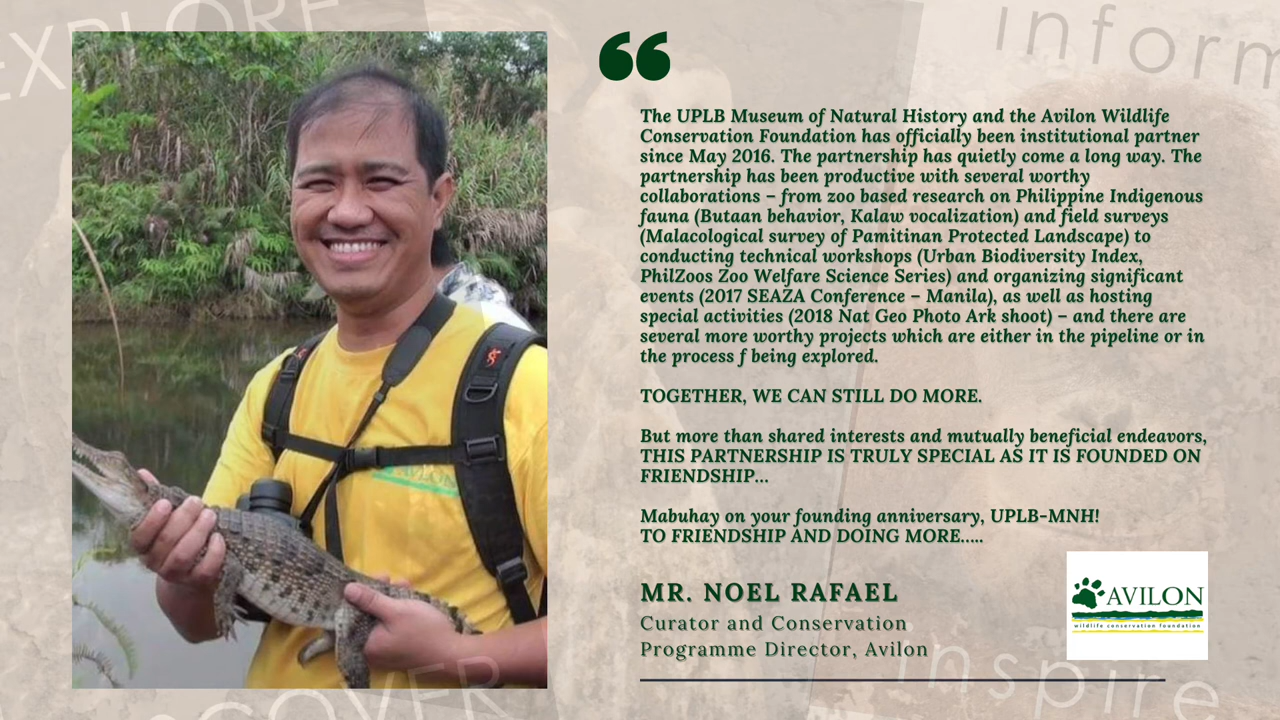 EXPLORE
inform
“
The UPLB Museum of Natural History and the Avilon Wildlife
Conservation Foundation has officially been institutional partner
since May 2016. The partnership has quietly come a long way. The
partnership has been productive with several worthy
collaborations – from zoo based research on Philippine Indigenous
fauna (Butaan behavior, Kalaw vocalization) and field surveys
(Malacological survey of Pamitinan Protected Landscape) to
conducting technical workshops (Urban Biodiversity Index,
PhilZoos Zoo Welfare Science Series) and organizing significant
events (2017 SEAZA Conference – Manila), as well as hosting
special activities (2018 Nat Geo Photo Ark shoot) – and there are
several more worthy projects which are either in the pipeline or in
the process f being explored.
TOGETHER, WE CAN STILL DO MORE.
But more than shared interests and mutually beneficial endeavors,
THIS PARTNERSHIP IS TRULY SPECIAL AS IT IS FOUNDED ON
FRIENDSHIP...
Mabuhay on your founding anniversary, UPLB-MNH!
TO FRIENDSHIP AND DOING MORE.....
MR. NOEL RAFAEL
Curator and Conservation
Programme Director, Avilon
AVILON
wildlife conservation foundation
AVILON
COVER
inspire